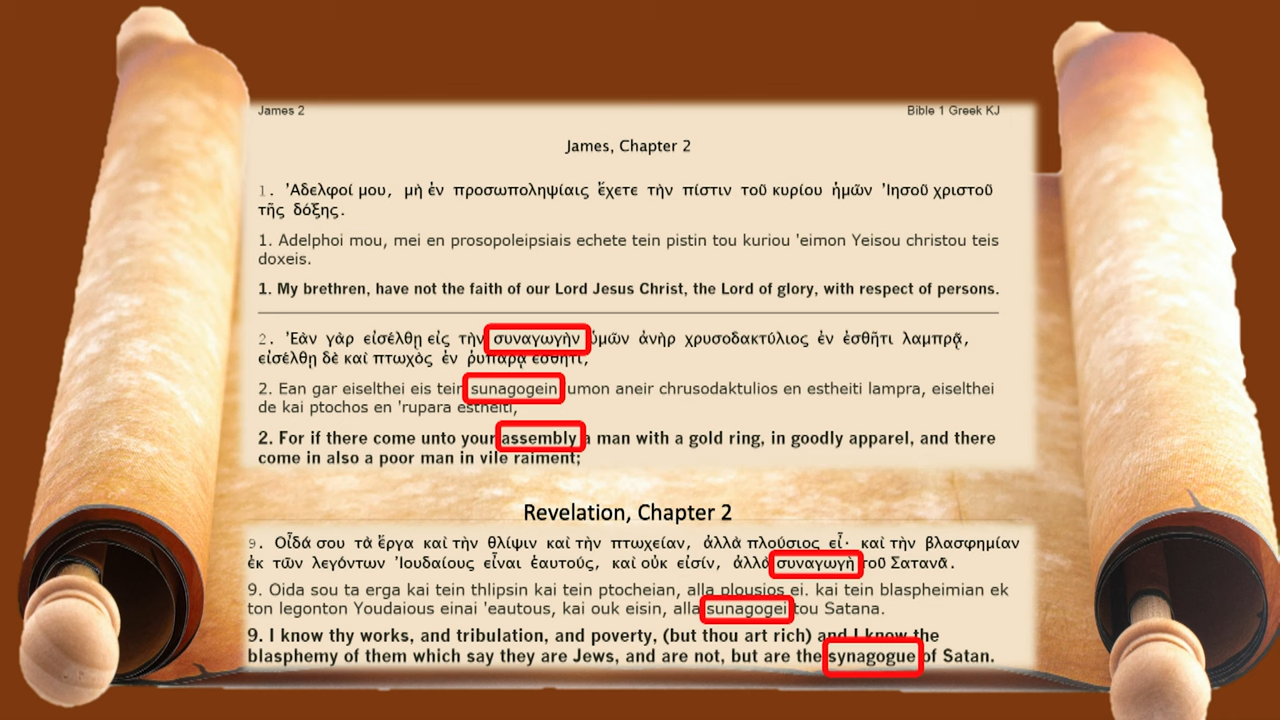 James 2
Bible 1 Greek KJ
James, Chapter 2
1. Ἀδελφοί μου, μὴ ἐν προσωποληψίαις ἔχετε τὴν πίστιν τοῦ κυρίου ἡμῶν Ἰησοῦ χριστοῦ
τῆς δόξης.
1. Adelphoi mou, mei en prosopoleipsiais echete tein pistin tou kuriou 'eimon Yeisou christou teis
doxeis.
1. My brethren, have not the faith of our Lord Jesus Christ, the Lord of glory, with respect of persons.
2. Ἐὰν γὰρ εἰσέλθῃ εἰς τὴν συναγωγὴν ὑμῶν ἀνὴρ χρυσοδακτύλιος ἐν ἐσθῆτι λαμπρᾷ,
εἰσέλθῃ δὲ καὶ πτωχὸς ἐν ῥυπαρᾷ ἐσθῆτι,
2. Ean gar eiselthei eis tein sunagogein umon aneir chrusodaktulios en estheiti lampra, eiselthei
de kai ptochos en 'rupara estheiti,
2. For if there come unto your assembly a man with a gold ring, in goodly apparel, and there
come in also a poor man in vile raiment;
Revelation, Chapter 2
9. Οἶδά σου τὰ ἔργα καὶ τὴν θλίψιν καὶ τὴν πτωχείαν, ἀλλὰ πλούσιος εἶ· καὶ τὴν βλασφημίαν
ἐκ τῶν λεγόντων Ἰουδαίους εἶναι ἑαυτούς, καὶ οὐκ εἰσίν, ἀλλὰ συναγωγὴ τοῦ Σατανᾶ.
9. Oida sou ta erga kai tein thlipsin kai tein ptocheian, alla plousios ei. kai tein blaspheimian ek
ton legonton Youdaious einai 'eautous, kai ouk eisin, alla sunagogei tou Satana.
9. I know thy works, and tribulation, and poverty, (but thou art rich) and I know the
blasphemy of them which say they are Jews, and are not, but are the synagogue of Satan.